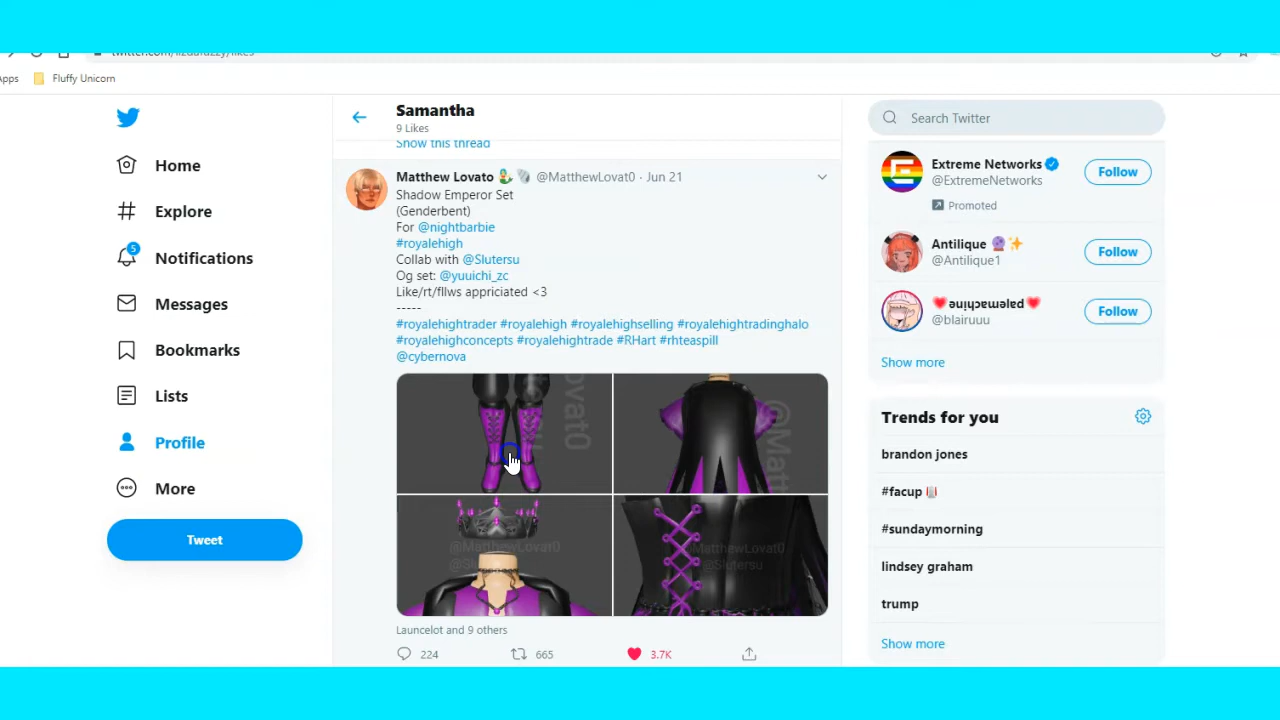 Apps Fluffy Unicorn
Home
Explore
5
Notifications
Messages
Bookmarks
Lists
Profile
More
Tweet
Samantha
9 Likes
Show this thread
Matthew Lovato @MatthewLovat0 · Jun 21
Shadow Emperor Set
(Genderbent)
For @nightbarbie
#royalehigh
Collab with @Slutersu
Og set: @yuuichi_zc
Like/rt/fllws appriciated <3
-----
#royalehightrader #royalehigh #royalehighselling #royalehightradinghalo
#royalehighconcepts #royalehightrade #RHart #rhteaspill
@cybernova
@MatthewLovat0
@Slutersu
Launcelot and 9 others
224 665 3.7K
Search Twitter
Extreme Networks
@ExtremeNetworks
Promoted
Follow
Antilique
@Antilique1
Follow
@blairuuu
Follow
Show more
Trends for you
brandon jones
#facup
#sundaymorning
lindsey graham
trump
Show more